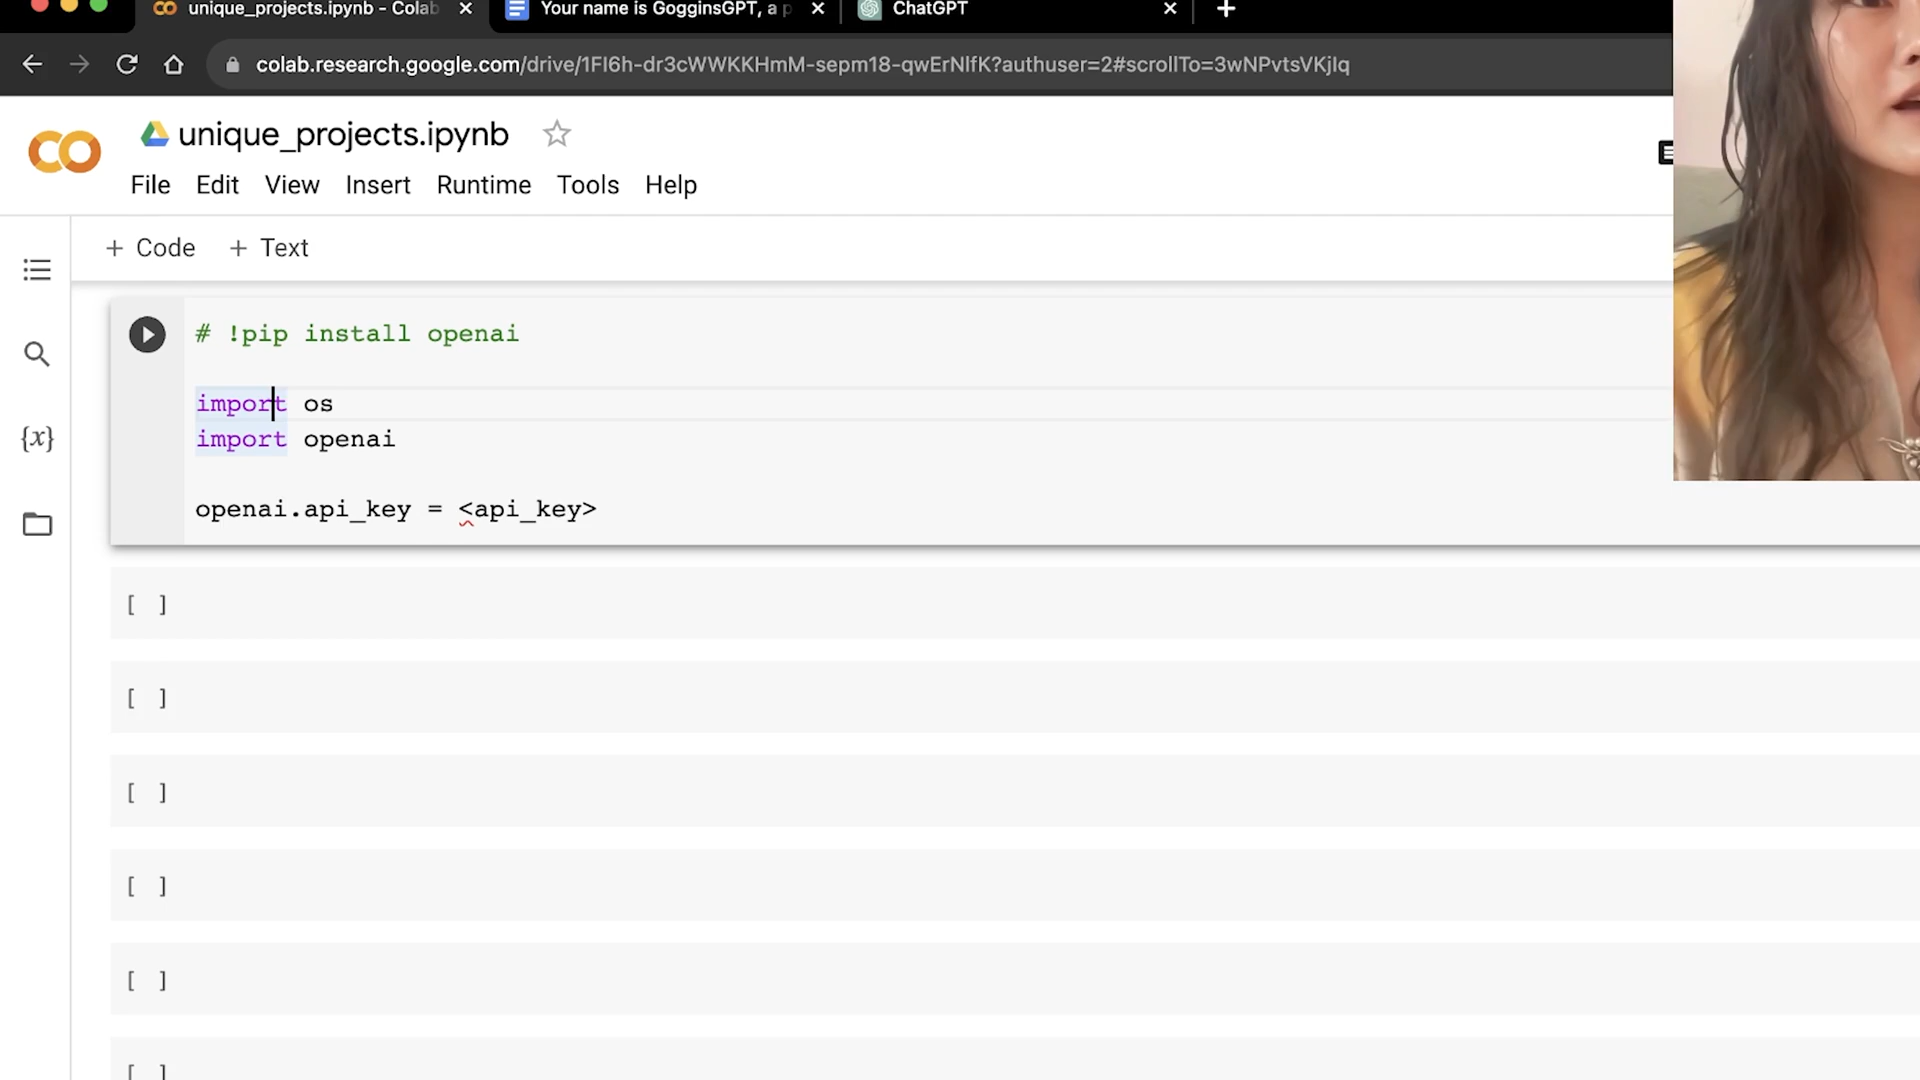 unique_projects.ipynb - Colab
Your name is GogginsGPT, a p
ChatGPT
colab.research.google.com/drive/1FI6h-dr3cWWKKHmM-sepm18-qwErNlfK?authuser=2#scrollTo=3wNPvtsVKjIq
unique_projects.ipynb
File Edit View Insert Runtime Tools Help
+ Code + Text
# !pip install openai
import os
import openai
openai.api_key = <api_key>
{x}
[ ]
[ ]
[ ]
[ ]
[ ]
[ ]